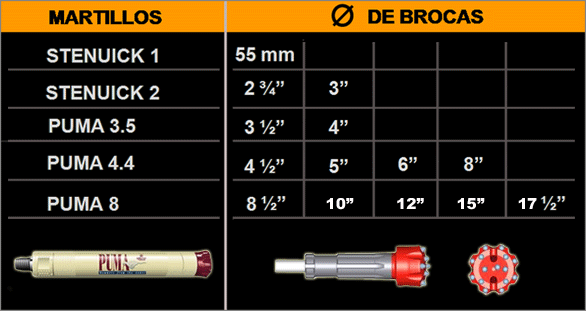 MARTILLOS Ø DE BROCAS
STENUICK 1 55 mm
STENUICK 2 2 ¾” 3”
PUMA 3.5 3 ½” 4”
PUMA 4.4 4 ½” 5” 6” 8”
PUMA 8 8 ½” 10” 12” 15” 17 ½”
PUMA